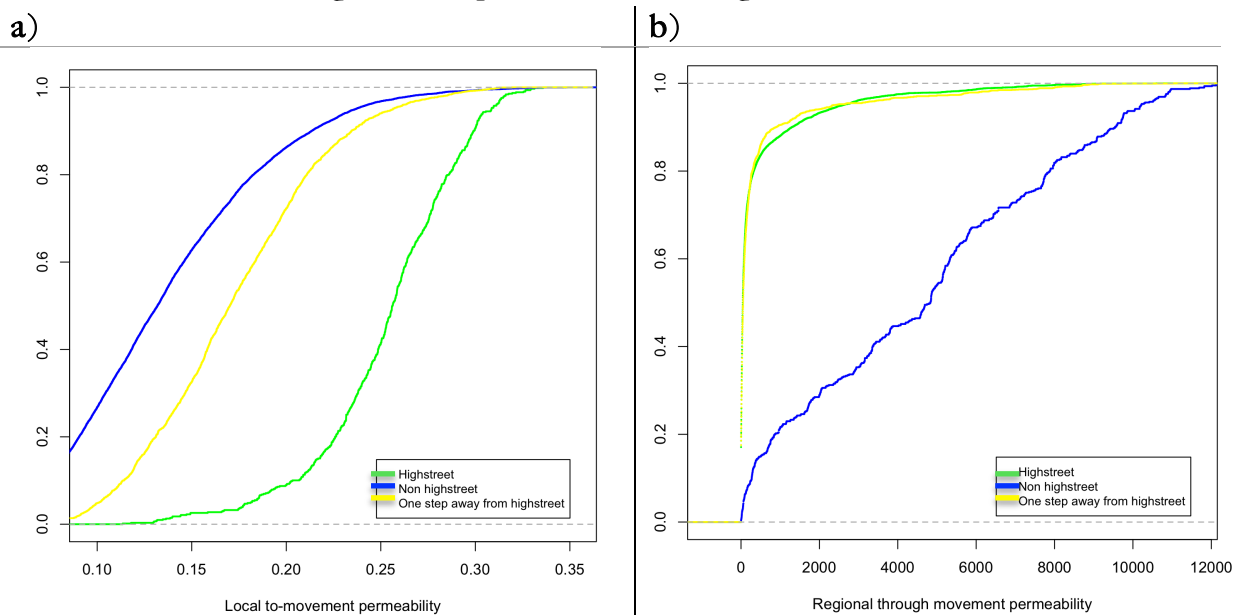 a)
b)
1.0
0.8
0.6
0.4
0.2
0.0
Highstreet
Non highstreet
One step away from highstreet
0.10 0.15 0.20 0.25 0.30 0.35
Local to-movement permeability
1.0
0.8
0.6
0.4
0.2
0.0
Highstreet
Non highstreet
One step away from highstreet
0 2000 4000 6000 8000 10000 12000
Regional through movement permeability